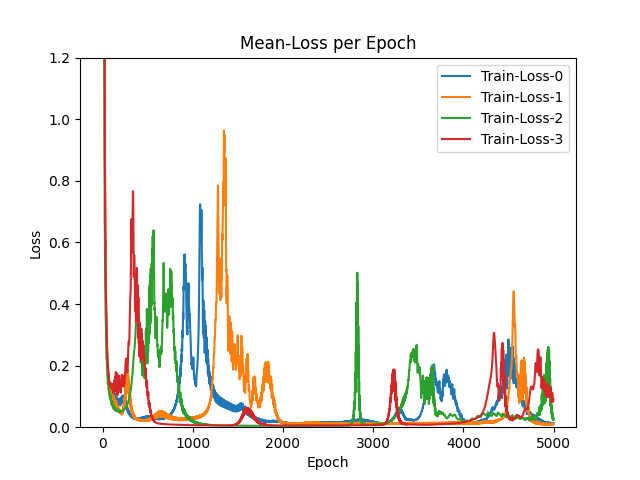 Mean-Loss per Epoch
1.2
1.0
0.8
0.6
0.4
0.2
0.0
Loss
Train-Loss-0
Train-Loss-1
Train-Loss-2
Train-Loss-3
0 1000 2000 3000 4000 5000
Epoch